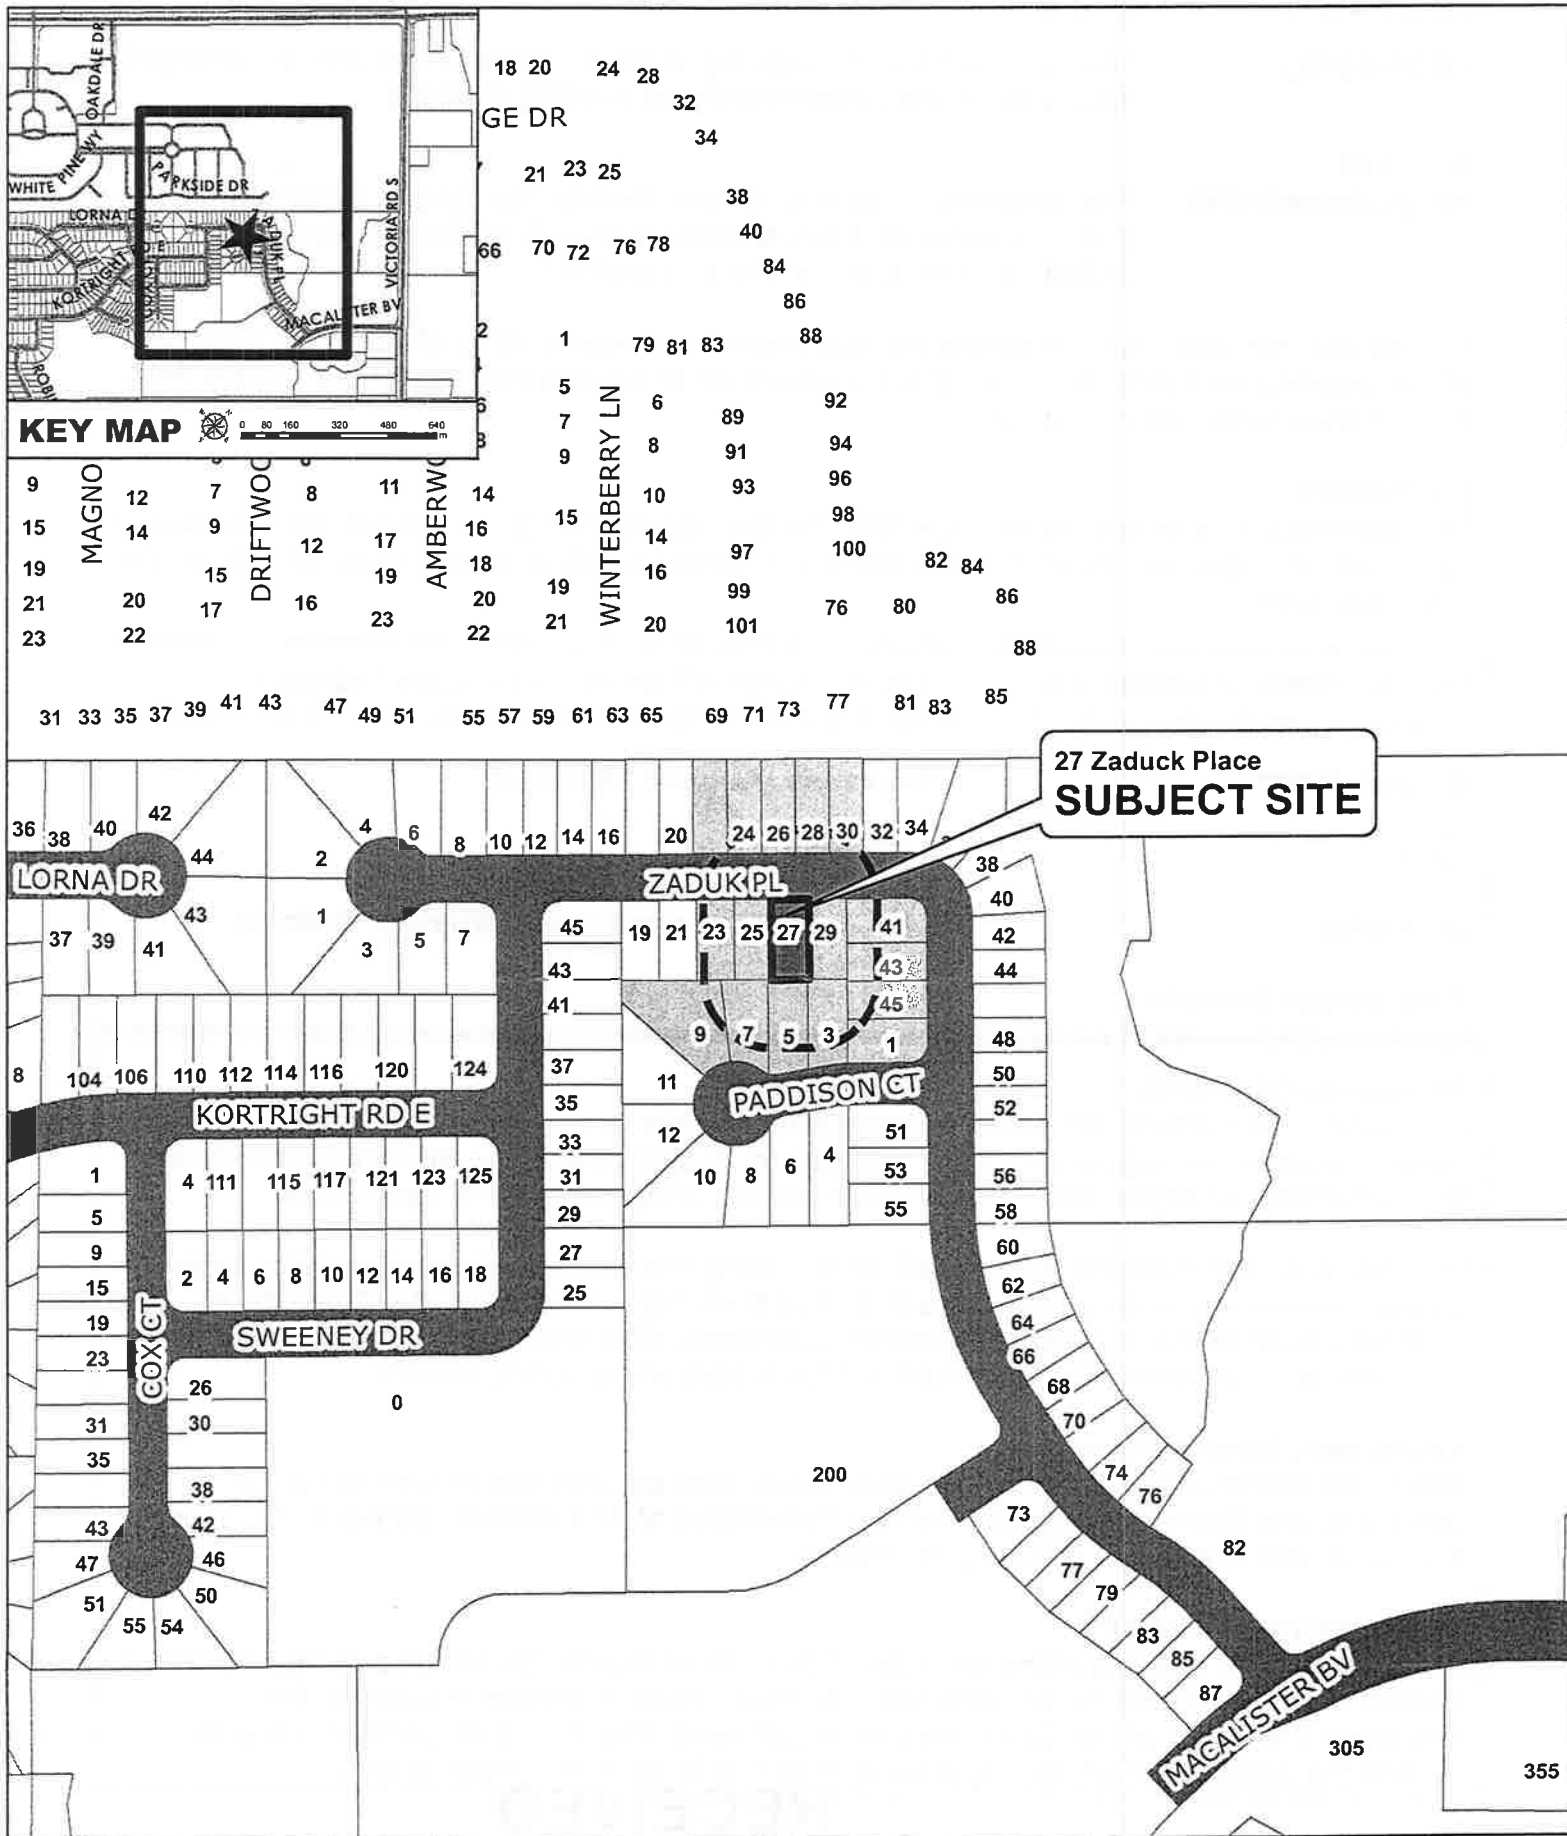 OAKDALE DR
WHITE PINE WY
PARKSIDE DR
LORNA D
ZADUK PL
KORTRIGHT RD E
COX CT
MACALISTER BV
VICTORIA RD S
ROBI
KEY MAP
0 80 160 320 480 640
m
18 20 24 28
32
GE DR
34
21 23 25
38
40
66 70 72 76 78
84
86
2 1 79 81 83 88
5
6 7 6 89 92
8 9 8 91 94
WINTERBERRY LN
MAGNO
DRIFTWOO
AMBERWO
9 12 7 8 11 14 10 93 96
15 14 9 12 17 16 15 14 97 98
100 82 84
19 15 19 18 19 16 99
21 20 17 16 23 20 21 20 101 76 80 86
23 22 22
88
31 33 35 37 39 41 43 47 49 51 55 57 59 61 63 65 69 71 73 77 81 83 85
27 Zaduck Place
SUBJECT SITE
36 38 40 42 4 6 8 10 12 14 16 20 24 26 28 30 32 34
44 2 38
LORNA DR
ZADUK PL
40
43 1
37 39 41 3 5 7 45 19 21 23 25 27 29 41 42
43 43 44
41 45
9 7 5 3 1 48
8 104 106 110 112 114 116 120 124 37 11 50
PADDISON CT
KORTRIGHT RD E
35 52
33 12 51
1 4 111 115 117 121 123 125 31 10 8 6 4 53 56
5 29 55 58
9 27 60
15 2 4 6 8 10 12 14 16 18 25 62
19 64
SWEENEY DR
COX CT
23 66
26 0 68
31 30 70
35 200 74
38 76
43 42 73
47 46 82
51 50 77
55 54 79
83
85
87
MACALISTER BV
305
355